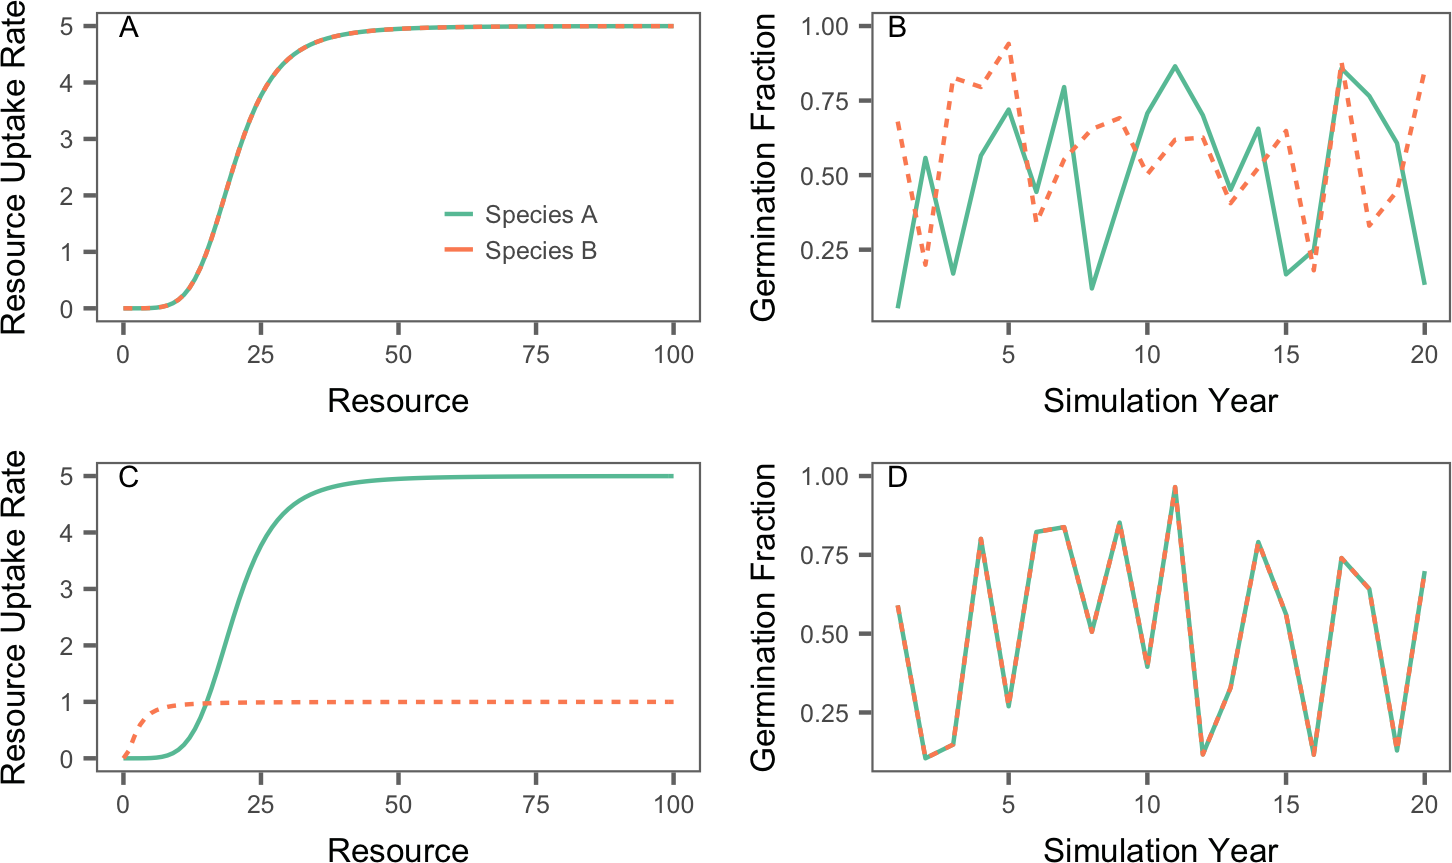 A
Resource Uptake Rate
5
4
3
2
1
0
Species A
Species B
0 25 50 75 100
Resource
B
Germination Fraction
1.00
0.75
0.50
0.25
5 10 15 20
Simulation Year
C
Resource Uptake Rate
5
4
3
2
1
0
0 25 50 75 100
Resource
D
Germination Fraction
1.00
0.75
0.50
0.25
5 10 15 20
Simulation Year